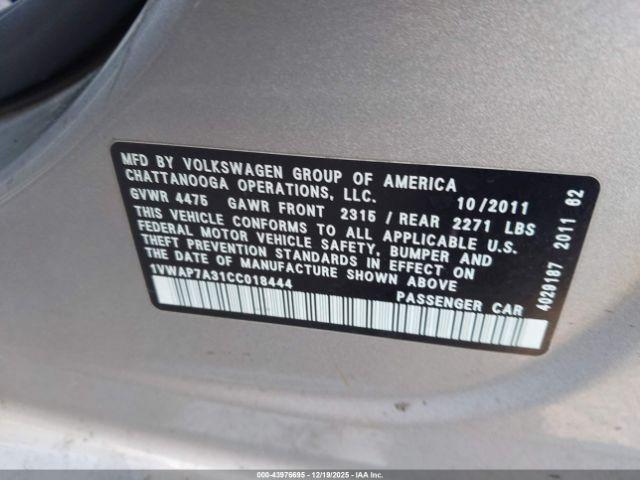 MFD BY VOLKSWAGEN GROUP OF AMERICA
CHATTANOOGA OPERATIONS, LLC. 10/2011
GVWR 4475 GAWR FRONT 2315 / REAR 2271 LBS
THIS VEHICLE CONFORMS TO ALL APPLICABLE U.S.
FEDERAL MOTOR VEHICLE SAFETY, BUMPER AND
THEFT PREVENTION STANDARDS IN EFFECT ON
THE DATE OF MANUFACTURE SHOWN ABOVE
1VWAP7A31CC018444 PASSENGER CAR
4029187 2011 62
000-43976695 - 12/19/2025 - IAA Inc.